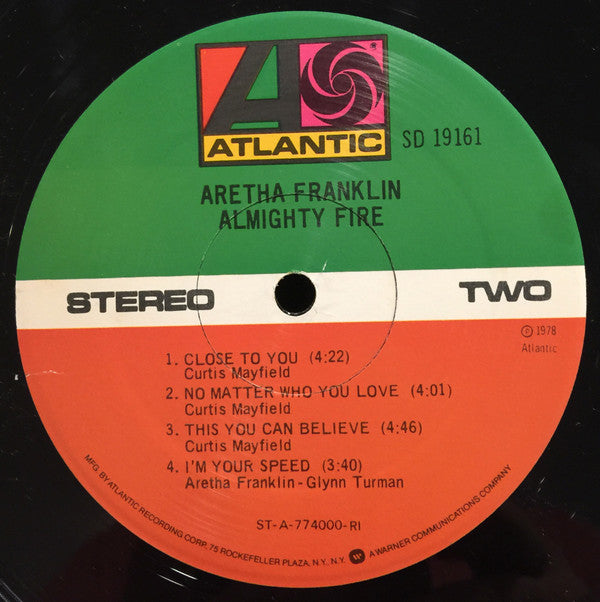 ATLANTIC
SD 19161
ARETHA FRANKLIN
ALMIGHTY FIRE
STEREO
TWO
℗ 1978
Atlantic
1. CLOSE TO YOU (4:22)
Curtis Mayfield
2. NO MATTER WHO YOU LOVE (4:01)
Curtis Mayfield
3. THIS YOU CAN BELIEVE (4:46)
Curtis Mayfield
4. I'M YOUR SPEED (3:40)
Aretha Franklin-Glynn Turman
ST-A-774000-RI
MFG. BY ATLANTIC RECORDING CORP. 75 ROCKEFELLER PLAZA, N.Y. N.Y. A WARNER COMMUNICATIONS COMPANY